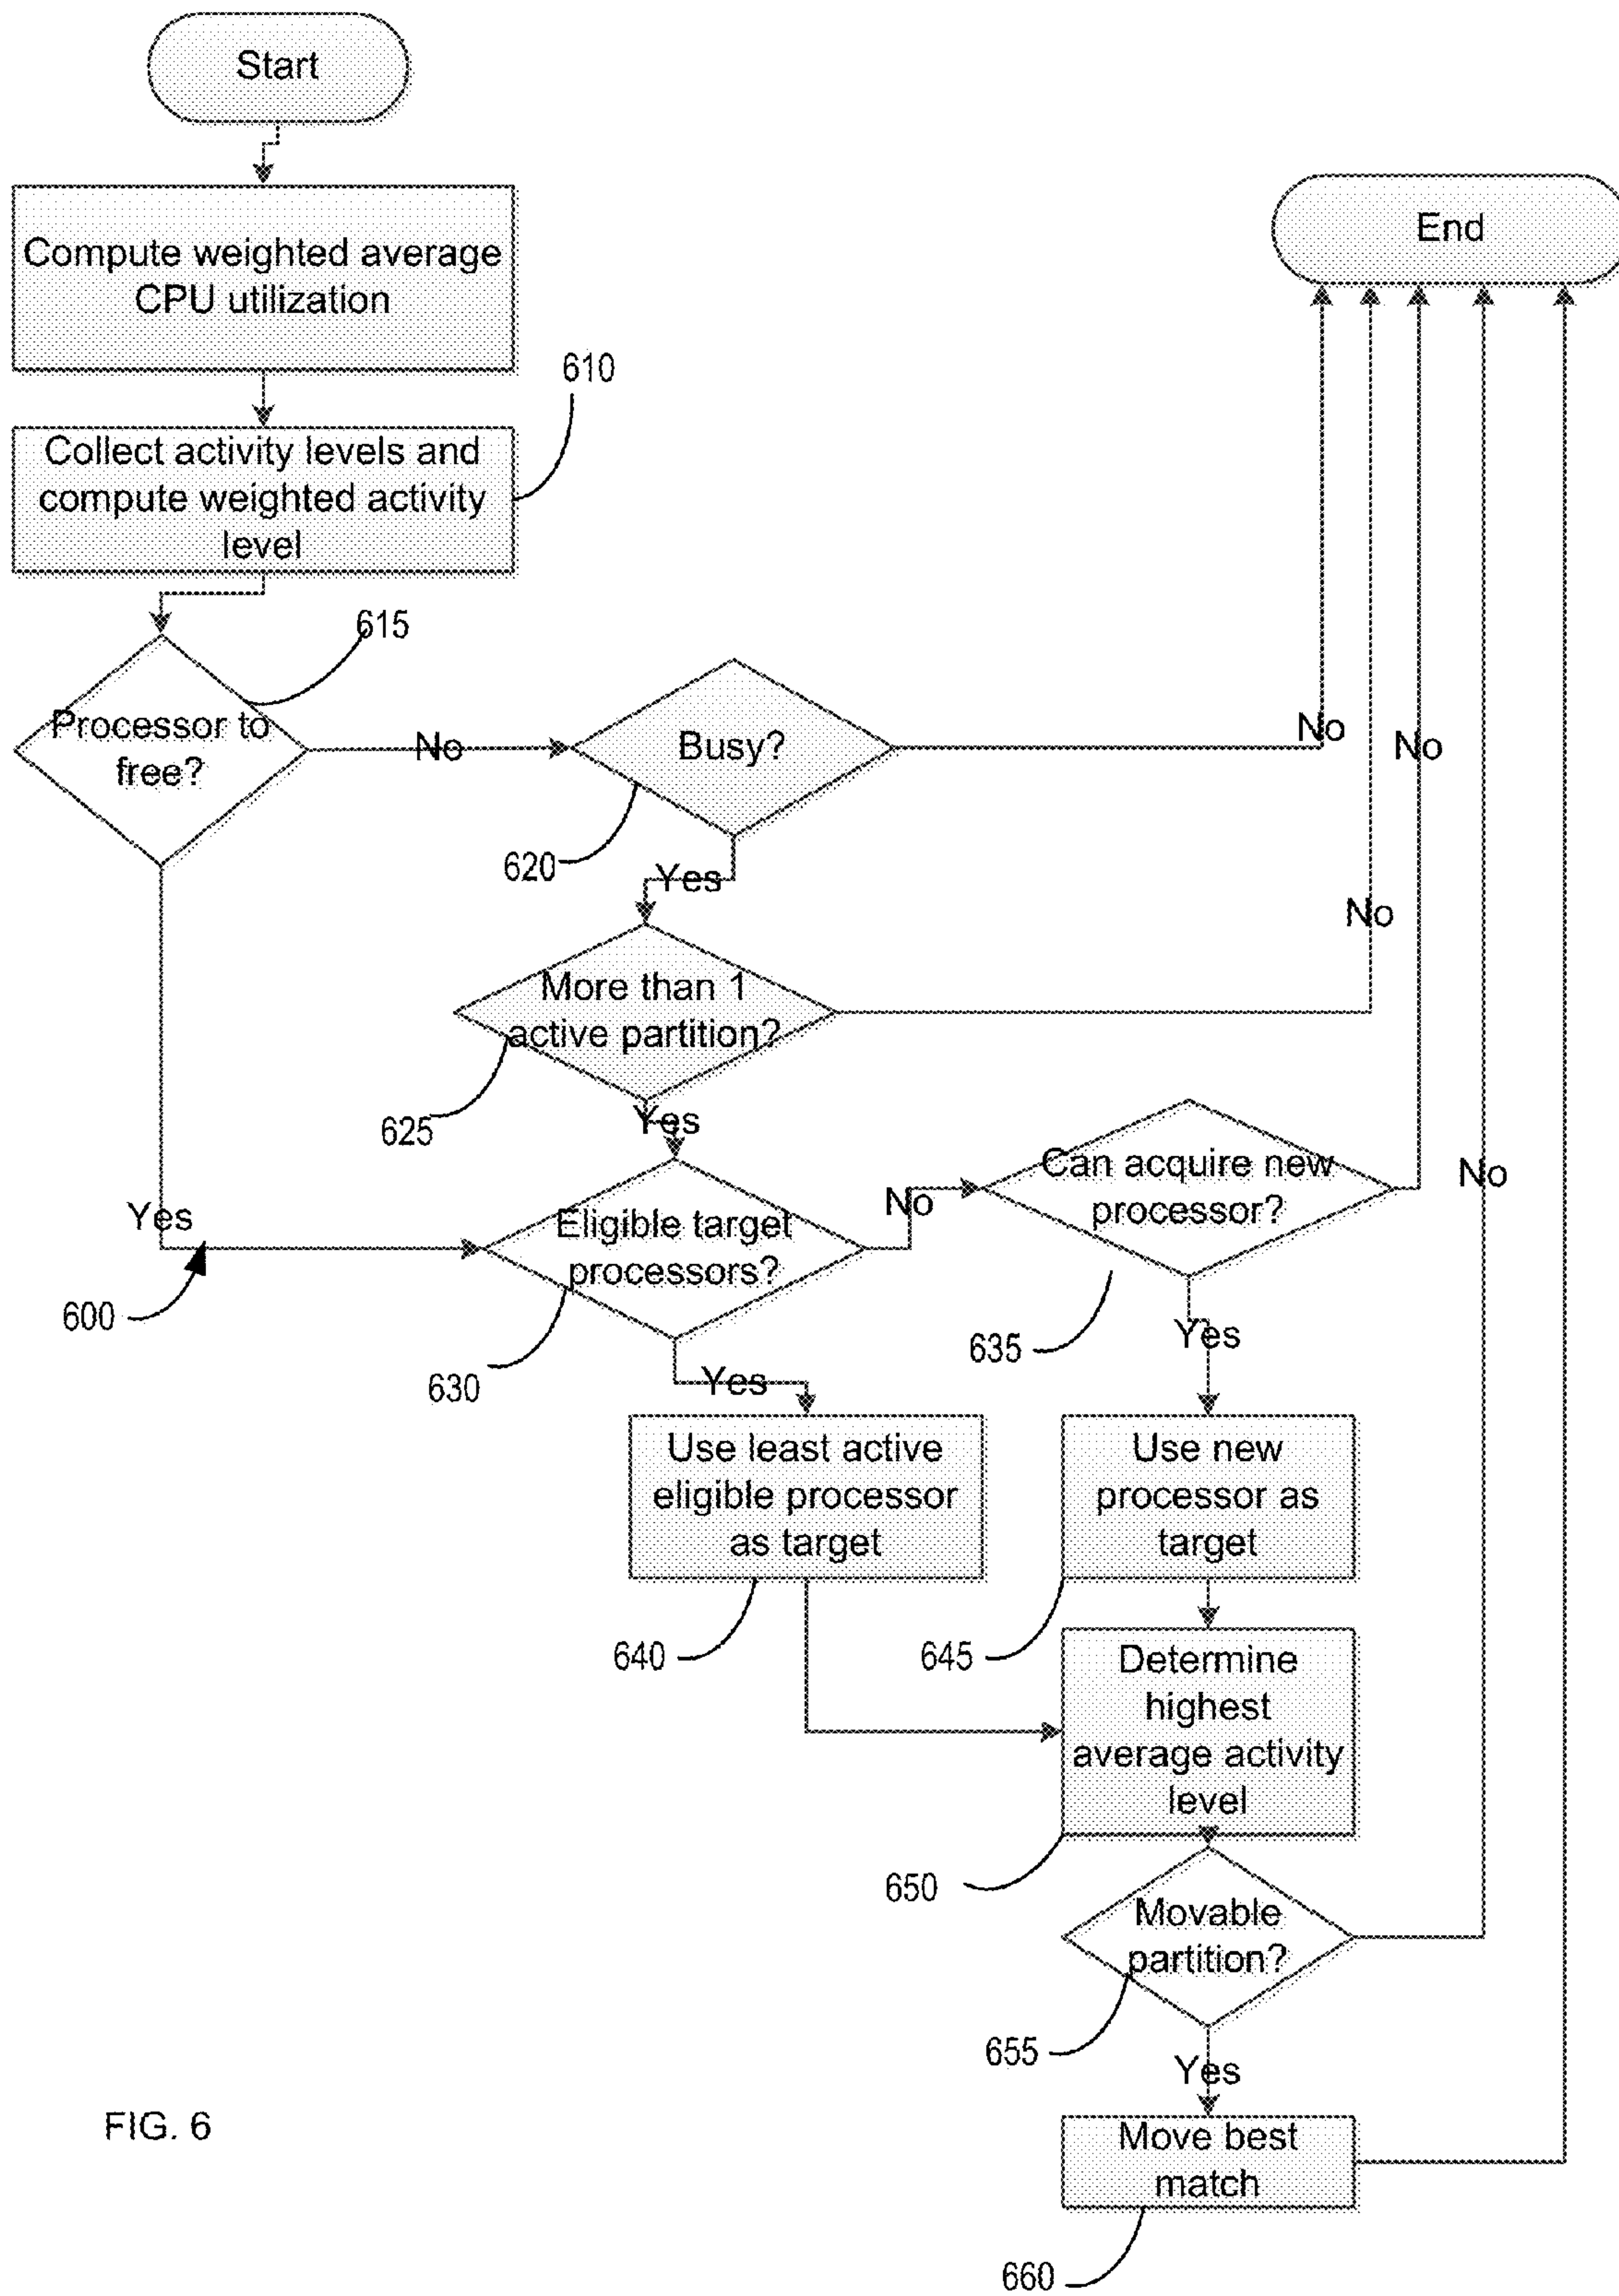 Start
Compute weighted average
CPU utilization
End
610
Collect activity levels and
compute weighted activity
level
615
Processor to
free?
No
Busy?
No
No
620
Yes
No
More than 1
active partition?
625
Yes
Can acquire new
processor?
No
No
Yes
Eligible target
processors?
600
635
Yes
630
Yes
Use least active
eligible processor
as target
Use new
processor as
target
640
645
Determine
highest
average activity
level
650
Movable
partition?
655
Yes
FIG. 6
Move best
match
660